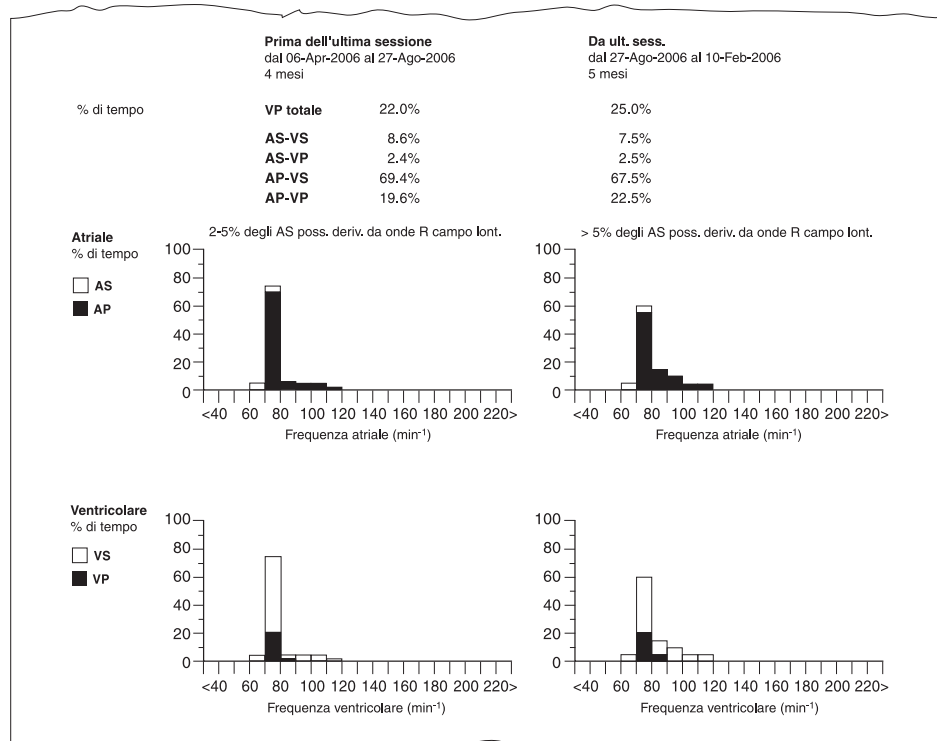 Prima dell'ultima sessione
dal 06-Apr-2006 al 27-Ago-2006
4 mesi
Da ult. sess.
dal 27-Ago-2006 al 10-Feb-2006
5 mesi
% di tempo VP totale 22.0% 25.0%
AS-VS 8.6% 7.5%
AS-VP 2.4% 2.5%
AP-VS 69.4% 67.5%
AP-VP 19.6% 22.5%
Atriale
% di tempo
AS
AP
2-5% degli AS poss. deriv. da onde R campo lont.
100
80
60
40
20
0
<40 60 80 100 120 140 160 180 200 220>
Frequenza atriale (min-1)
> 5% degli AS poss. deriv. da onde R campo lont.
100
80
60
40
20
0
<40 60 80 100 120 140 160 180 200 220>
Frequenza atriale (min-1)
Ventricolare
% di tempo
VS
VP
100
80
60
40
20
0
<40 60 80 100 120 140 160 180 200 220>
Frequenza ventricolare (min-1)
100
80
60
40
20
0
<40 60 80 100 120 140 160 180 200 220>
Frequenza ventricolare (min-1)